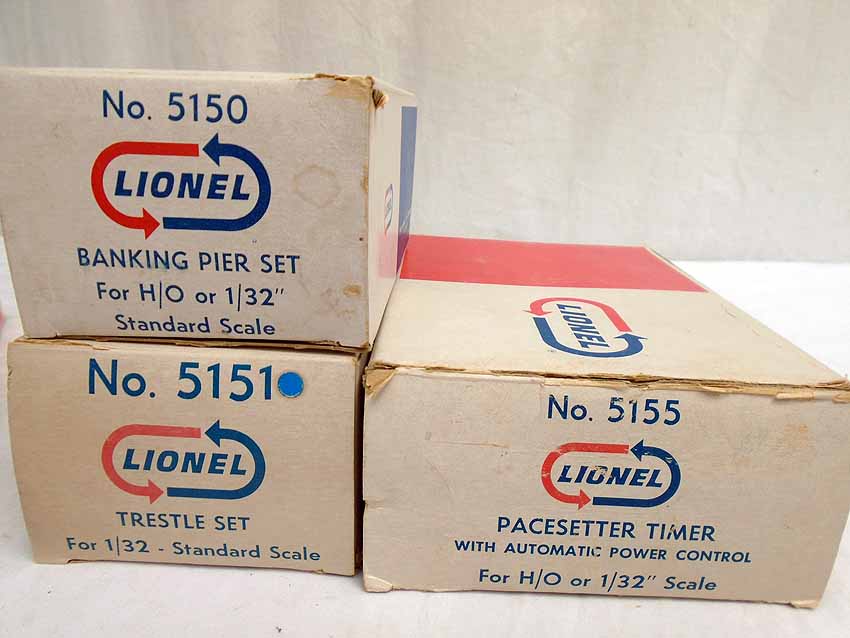 No. 5150
LIONEL
BANKING PIER SET
For H/O or 1/32"
Standard Scale
No. 5151
LIONEL
TRESTLE SET
For 1/32 - Standard Scale
LIONEL
No. 5155
LIONEL
PACESETTER TIMER
WITH AUTOMATIC POWER CONTROL
For H/O or 1/32" Scale